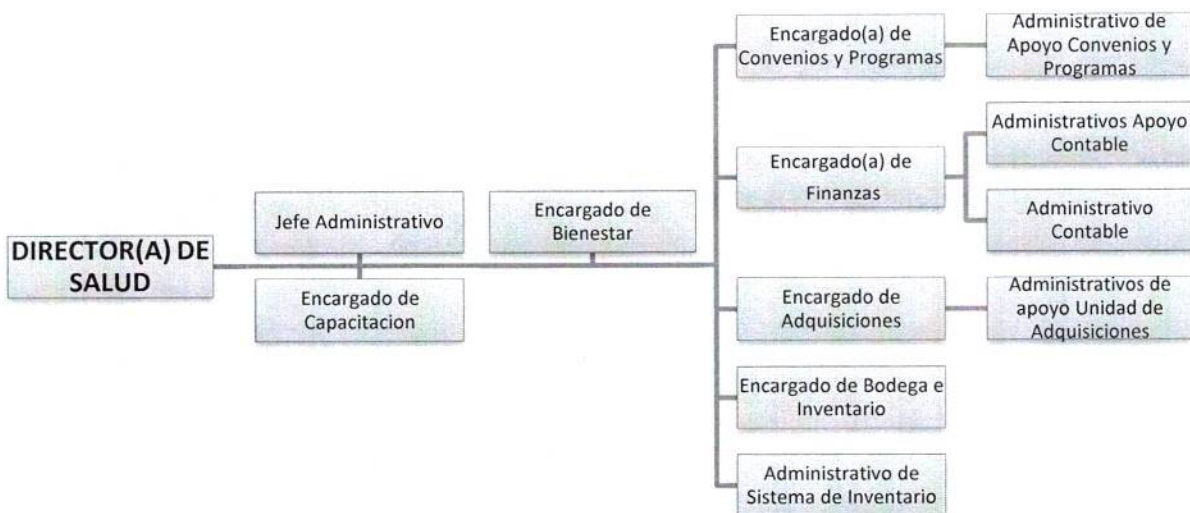 DIRECTOR(A) DE
SALUD
Jefe Administrativo
Encargado de
Capacitacion
Encargado de
Bienestar
Encargado(a) de
Convenios y Programas
Administrativo de
Apoyo Convenios y
Programas
Encargado(a) de
Finanzas
Administrativos Apoyo
Contable
Administrativo
Contable
Encargado de
Adquisiciones
Administrativos de
apoyo Unidad de
Adquisiciones
Encargado de Bodega e
Inventario
Administrativo de
Sistema de Inventario